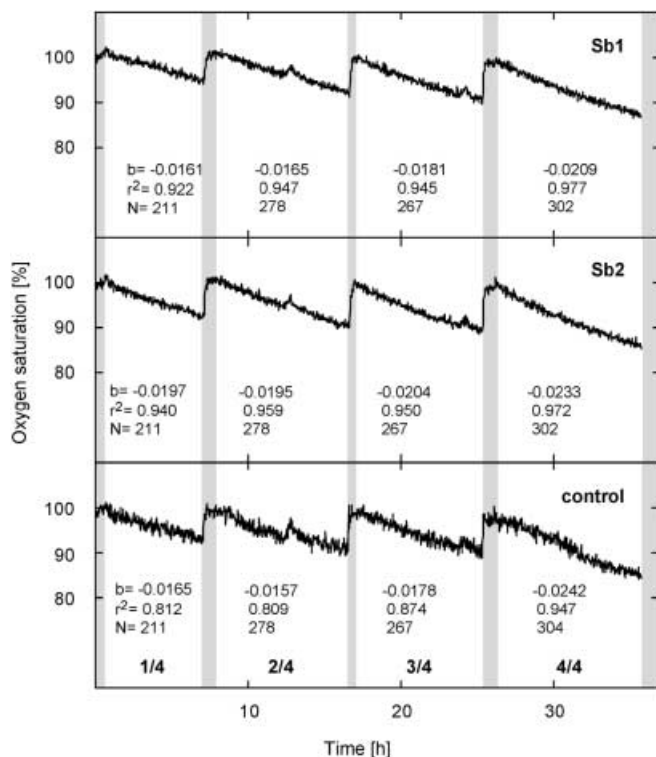 Sb1
100
90
80
b= -0.0161 -0.0165 -0.0181 -0.0209
r2= 0.922 0.947 0.945 0.977
N= 211 278 267 302
Oxygen saturation [%]
Sb2
100
90
80
b= -0.0197 -0.0195 -0.0204 -0.0233
r2= 0.940 0.959 0.950 0.972
N= 211 278 267 302
control
100
90
80
b= -0.0165 -0.0157 -0.0178 -0.0242
r2= 0.812 0.809 0.874 0.947
N= 211 278 267 304
1/4 2/4 3/4 4/4
10 20 30
Time [h]